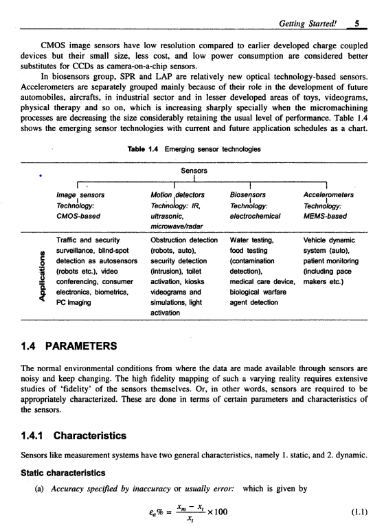 Getting Started! 5
CMOS image sensors have low resolution compared to earlier developed charge coupled
devices but their small size, less cost, and low power consumption are considered better
substitutes for CCDs as camera-on-a-chip sensors.
In biosensors group, SPR and LAP are relatively new optical technology-based sensors.
Accelerometers are separately grouped mainly because of their role in the development of future
automobiles, aircrafts, in industrial sector and in lesser developed areas of toys, videograms,
physical therapy and so on, which is increasing sharply specially when the micromachining
processes are decreasing the size considerably retaining the usual level of performance. Table 1.4
shows the emerging sensor technologies with current and future application schedules as a chart.
Table 1.4 Emerging sensor technologies
Sensors
Image sensors Motion detectors Biosensors Accelerometers
Technology: Technology: IR, Technology: Technology:
CMOS-based ultrasonic, electrochemical MEMS-based
microwave/radar
Applications
Traffic and security Obstruction detection Water testing, Vehicle dynamic
surveillance, blind-spot (robots, auto), food testing system (auto),
detection as autosensors security detection (contamination patient monitoring
(robots etc.), video (intrusion), toilet detection), (including pace
conferencing, consumer activation, kiosks medical care device, makers etc.)
electronics, biometrics, videograms and biological warfare
PC imaging simulations, light agent detection
activation
1.4 PARAMETERS
The normal environmental conditions from where the data are made available through sensors are
noisy and keep changing. The high fidelity mapping of such a varying reality requires extensive
studies of 'fidelity' of the sensors themselves. Or, in other words, sensors are required to be
appropriately characterized. These are done in terms of certain parameters and characteristics of
the sensors.
1.4.1 Characteristics
Sensors like measurement systems have two general characteristics, namely 1. static, and 2. dynamic.
Static characteristics
(a) Accuracy specified by inaccuracy or usually error: which is given by
εa% = (xm − xt)/xt × 100 (1.1)